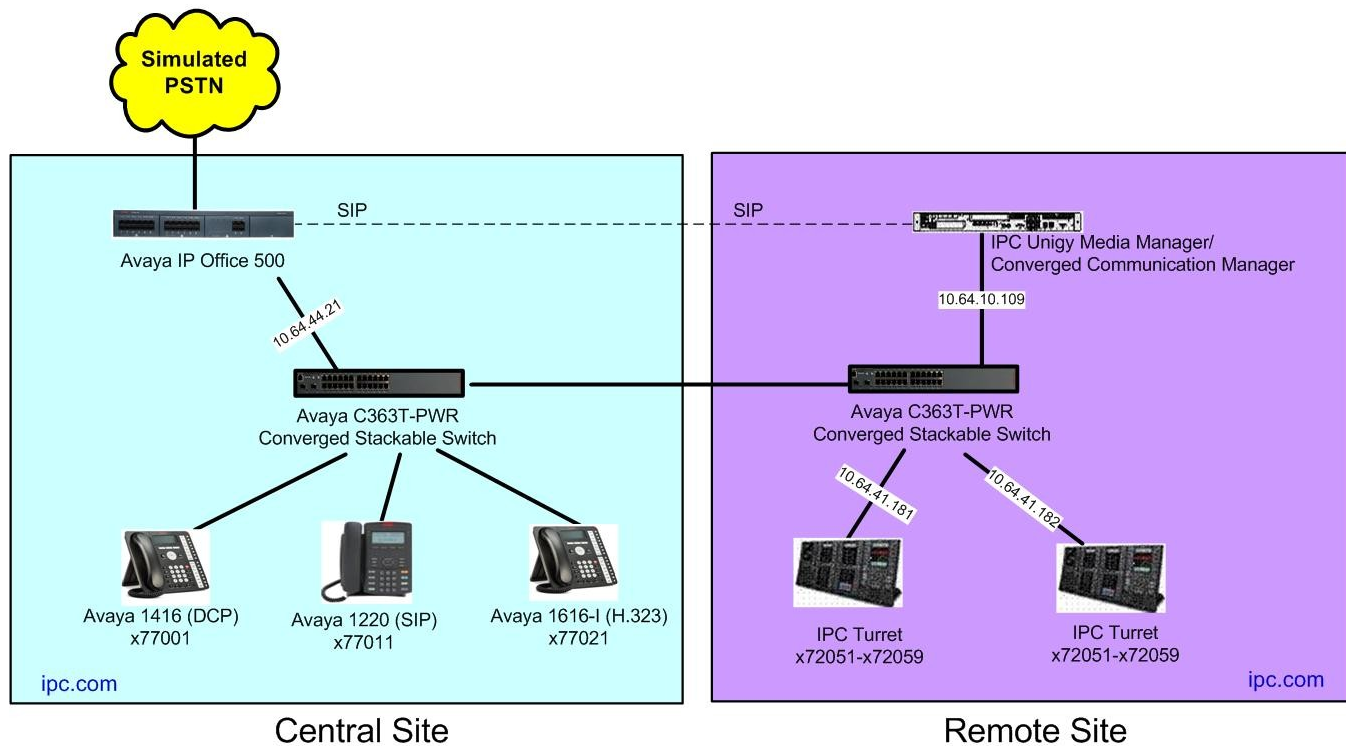 Simulated
PSTN
SIP
SIP
Avaya IP Office 500
IPC Unigy Media Manager/
Converged Communication Manager
10.64.44.21
10.64.10.109
Avaya C363T-PWR
Converged Stackable Switch
Avaya C363T-PWR
Converged Stackable Switch
10.64.41.181
10.64.41.182
Avaya 1416 (DCP)
x77001
Avaya 1220 (SIP)
x77011
Avaya 1616-I (H.323)
x77021
IPC Turret
x72051-x72059
IPC Turret
x72051-x72059
ipc.com
ipc.com
Central Site
Remote Site